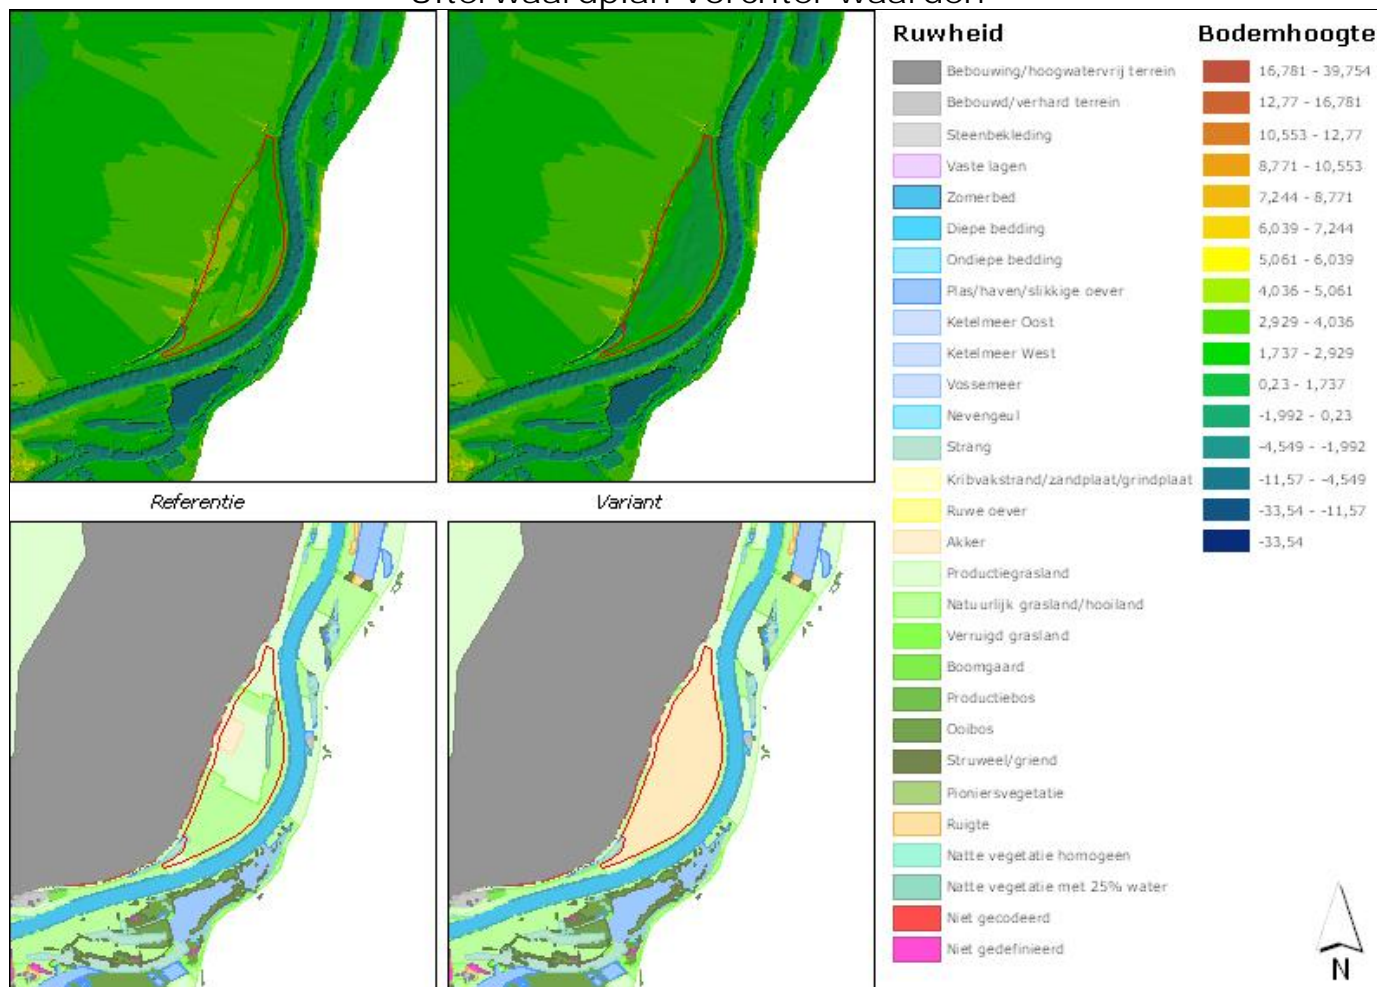 Uiterwaardplan Vorchter waarden
Ruwheid
Bebouwing/hoogwatervrij terrein
Bebouwd/verhard terrein
Steenbekleding
Vaste lagen
Zomerbed
Diepe bedding
Ondiepe bedding
Plas/haven/slikkige oever
Ketelmeer Oost
Ketelmeer West
Vossemeer
Nevengeul
Strang
Kribvakstrand/zandplaat/grindplaat
Ruwe oever
Akker
Productiegrasland
Natuurlijk grasland/hooiland
Verruigd grasland
Boomgaard
Productiebos
Ooibos
Struweel/griend
Pioniersvegetatie
Ruigte
Natte vegetatie homogeen
Natte vegetatie met 25% water
Niet gecodeerd
Niet gedefinieerd
Bodemhoogte
16,781 - 39,754
12,77 - 16,781
10,553 - 12,77
8,771 - 10,553
7,244 - 8,771
6,039 - 7,244
5,061 - 6,039
4,036 - 5,061
2,929 - 4,036
1,737 - 2,929
0,23 - 1,737
-1,992 - 0,23
-4,549 - -1,992
-11,57 - -4,549
-33,54 - -11,57
-33,54
Referentie
Variant
N